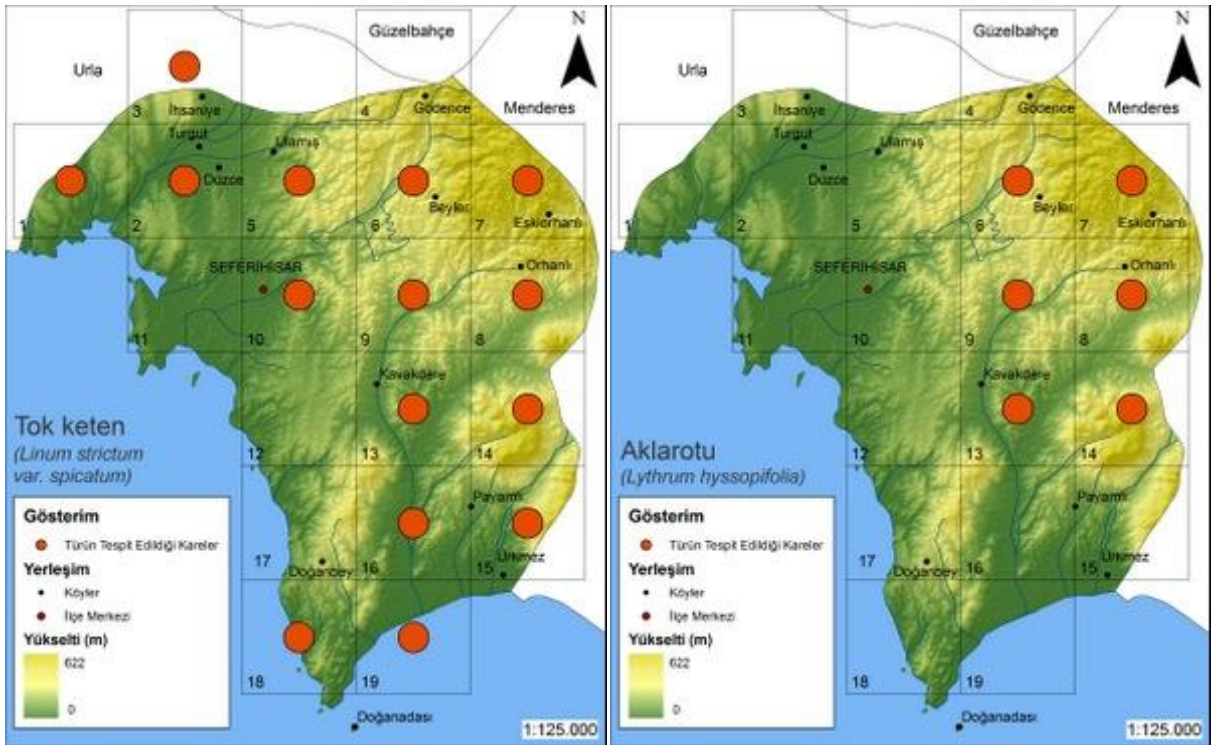 N
Güzelbahçe
Urla
3
4
Gödence
Menderes
İhsaniye
Turgut
Ulamış
Düzce
Beyler
Eskiorhanlı
1
2
5
6
7
SEFERİHİSAR
Orhanlı
11
10
9
8
Kavakdere
Tok keten
(Linum strictum
var. spicatum)
12
13
14
Payamlı
Gösterim
Türün Tespit Edildiği Kareler
Yerleşim
Köyler
İlçe Merkezi
Yükselti (m)
622
0
17
Doğanbey
16
15
Ürkmez
18
19
Doğanadası
1:125.000
N
Güzelbahçe
Urla
3
4
Gödence
Menderes
İhsaniye
Turgut
Ulamış
Düzce
Beyler
Eskiorhanlı
1
2
5
6
7
SEFERİHİSAR
Orhanlı
11
10
9
8
Kavakdere
Aklarotu
(Lythrum hyssopifolia)
12
13
14
Payamlı
Gösterim
Türün Tespit Edildiği Kareler
Yerleşim
Köyler
İlçe Merkezi
Yükselti (m)
622
0
17
Doğanbey
16
15
Ürkmez
18
19
Doğanadası
1:125.000